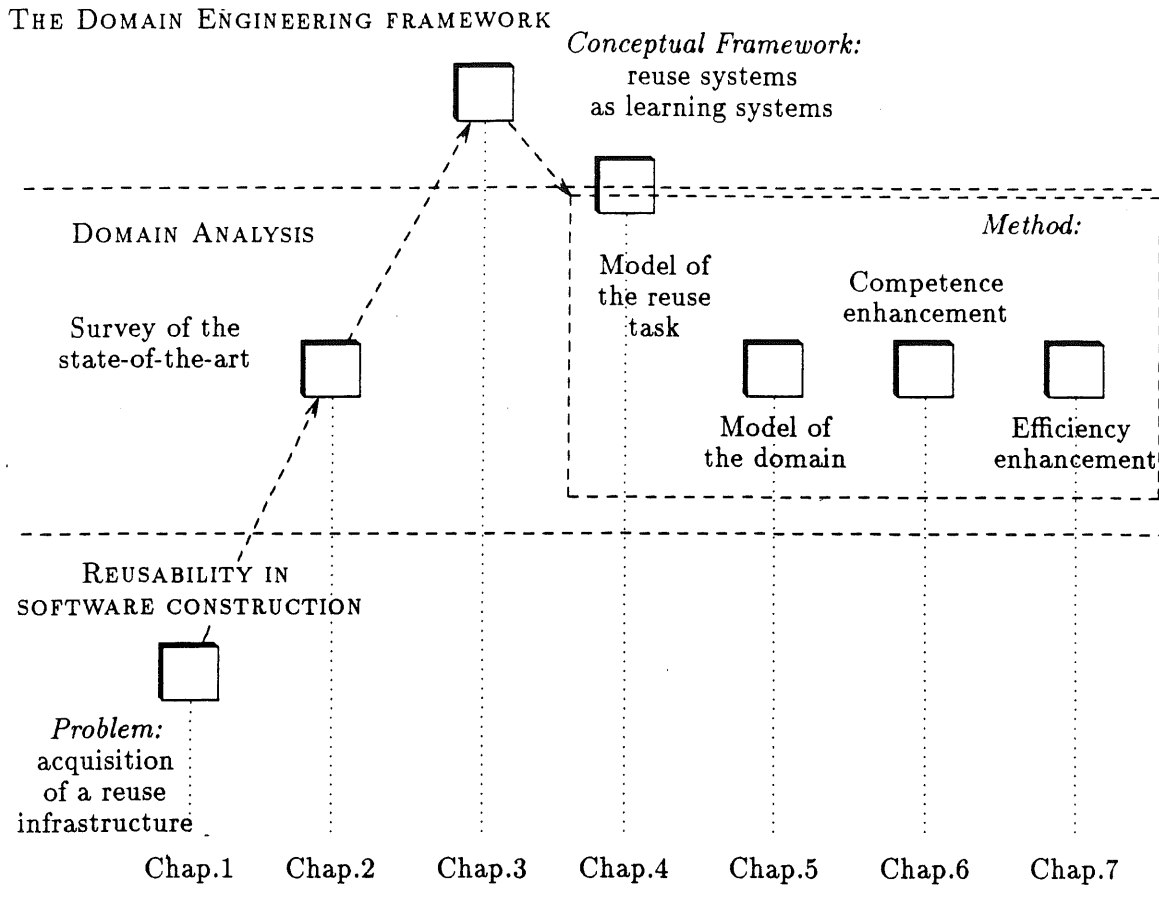 THE DOMAIN ENGINEERING FRAMEWORK
Conceptual Framework:
reuse systems
as learning systems
DOMAIN ANALYSIS
Method:
Model of
the reuse
task
Competence
enhancement
Survey of the
state-of-the-art
Model of
the domain
Efficiency
enhancement
REUSABILITY IN
SOFTWARE CONSTRUCTION
Problem:
acquisition
of a reuse
infrastructure
Chap.1 Chap.2 Chap.3 Chap.4 Chap.5 Chap.6 Chap.7